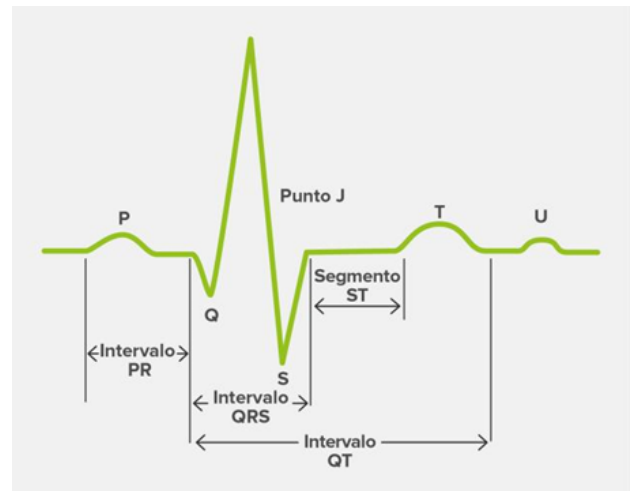 Punto J
P
T
U
Segmento
ST
Q
Intervalo
PR
S
Intervalo
QRS
Intervalo
QT